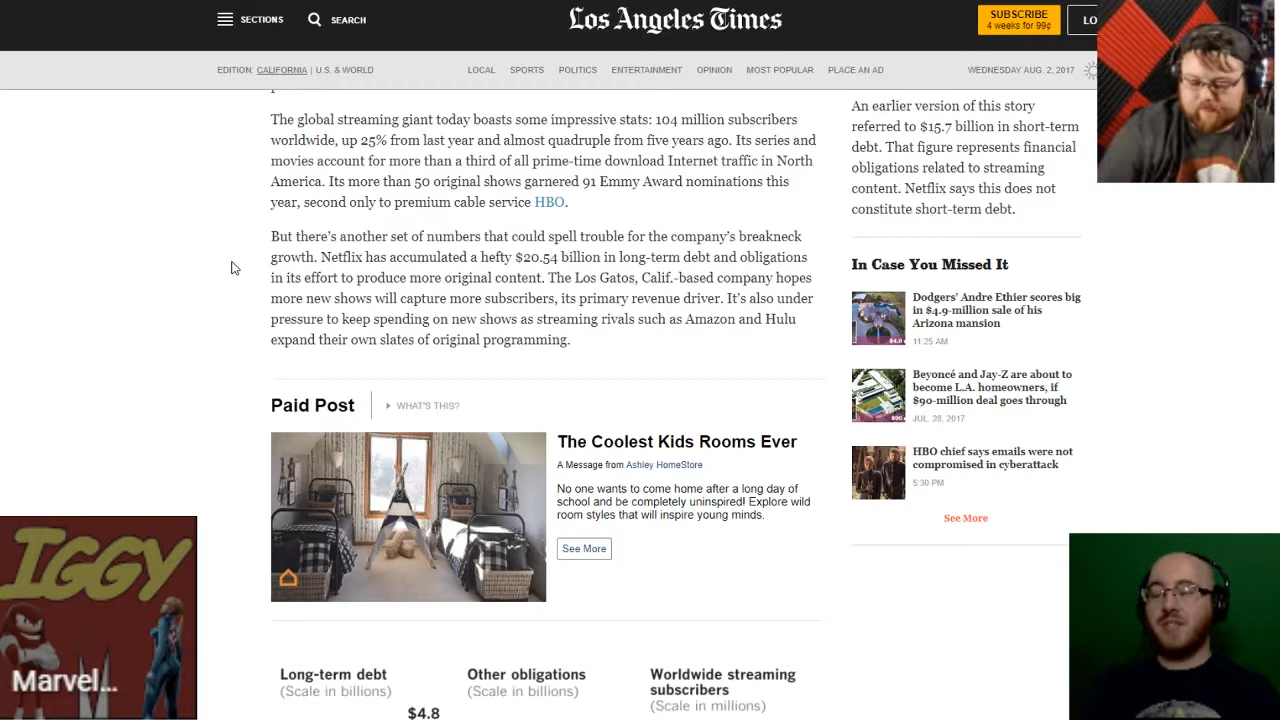 SECTIONS
SEARCH
Los Angeles Times
SUBSCRIBE
4 weeks for 99¢
LO
EDITION: CALIFORNIA | U.S. & WORLD
LOCAL SPORTS POLITICS ENTERTAINMENT OPINION MOST POPULAR PLACE AN AD
WEDNESDAY AUG. 2, 2017
The global streaming giant today boasts some impressive stats: 104 million subscribers
worldwide, up 25% from last year and almost quadruple from five years ago. Its series and
movies account for more than a third of all prime-time download Internet traffic in North
America. Its more than 50 original shows garnered 91 Emmy Award nominations this
year, second only to premium cable service HBO.
But there's another set of numbers that could spell trouble for the company's breakneck
growth. Netflix has accumulated a hefty $20.54 billion in long-term debt and obligations
in its effort to produce more original content. The Los Gatos, Calif.-based company hopes
more new shows will capture more subscribers, its primary revenue driver. It's also under
pressure to keep spending on new shows as streaming rivals such as Amazon and Hulu
expand their own slates of original programming.
Paid Post
WHAT'S THIS?
The Coolest Kids Rooms Ever
A Message from Ashley HomeStore
No one wants to come home after a long day of
school and be completely uninspired! Explore wild
room styles that will inspire young minds.
See More
Long-term debt
(Scale in billions)
$4.8
Other obligations
(Scale in billions)
Worldwide streaming
subscribers
(Scale in millions)
An earlier version of this story
referred to $15.7 billion in short-term
debt. That figure represents financial
obligations related to streaming
content. Netflix says this does not
constitute short-term debt.
In Case You Missed It
Dodgers' Andre Ethier scores big
in $4.9-million sale of his
Arizona mansion
11:25 AM
Beyoncé and Jay-Z are about to
become L.A. homeowners, if
$90-million deal goes through
JUL. 28, 2017
HBO chief says emails were not
compromised in cyberattack
5:30 PM
See More
IGGY
Marvel...